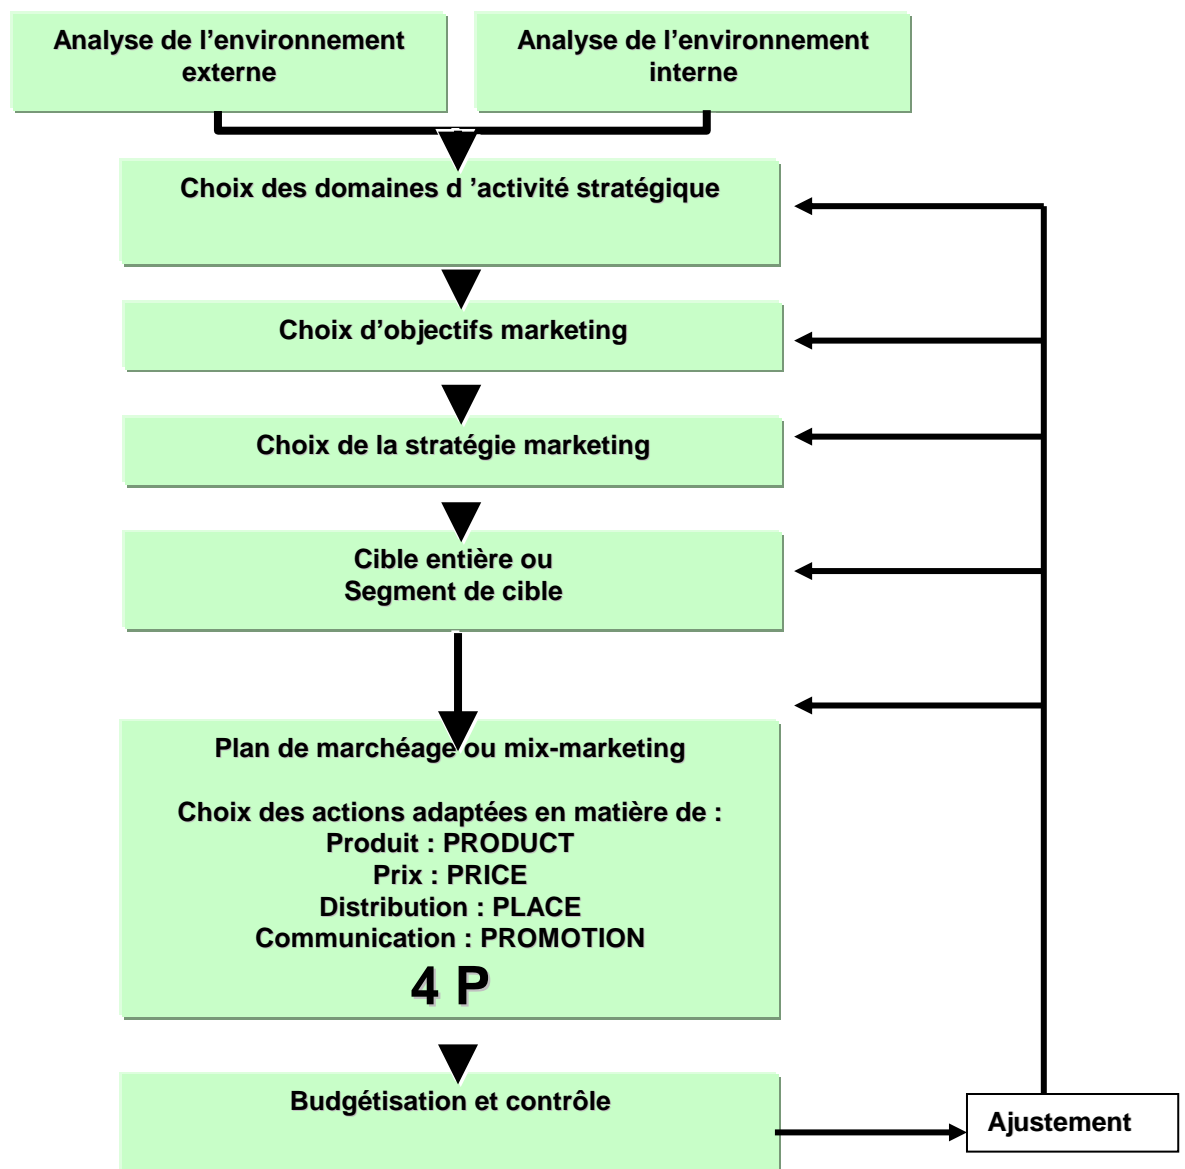 Analyse de l’environnement
externe
Analyse de l’environnement
interne
Choix des domaines d ’activité stratégique
Choix d’objectifs marketing
Choix de la stratégie marketing
Cible entière ou
Segment de cible
Plan de marchéage ou mix-marketing
Choix des actions adaptées en matière de :
Produit : PRODUCT
Prix : PRICE
Distribution : PLACE
Communication : PROMOTION
4 P
Budgétisation et contrôle
Ajustement